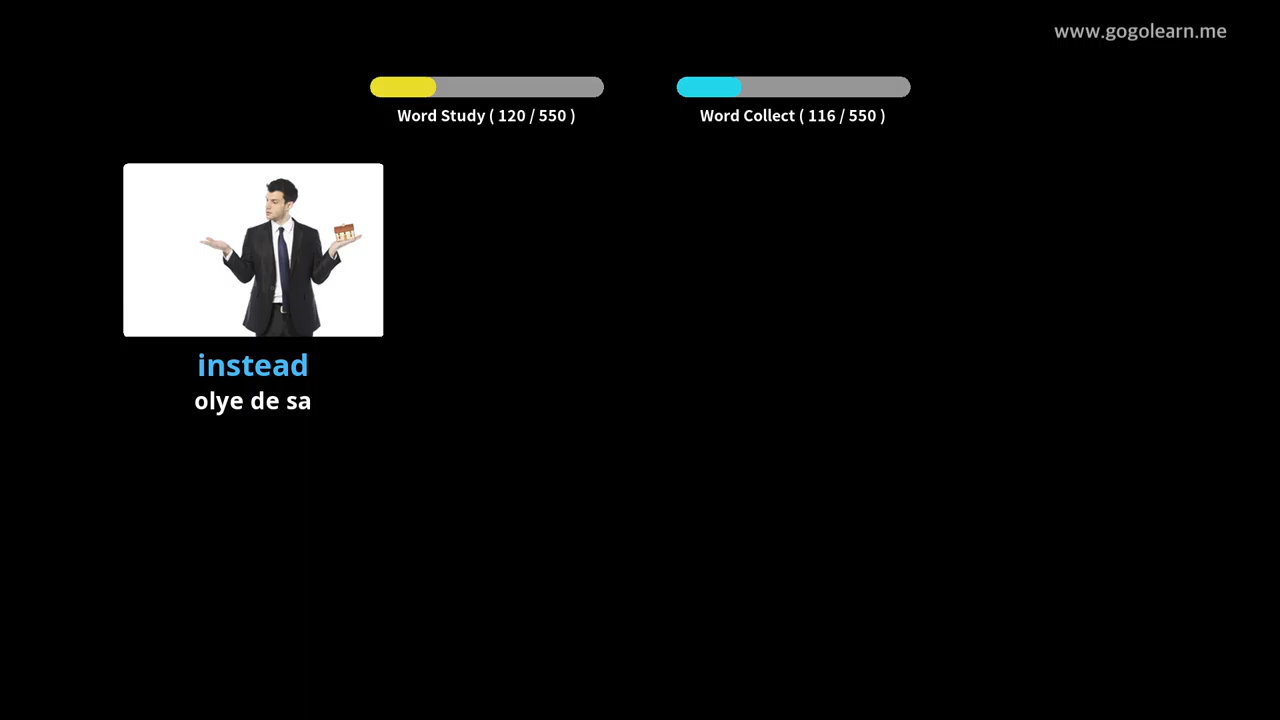 www.gogolearn.me
Word Study ( 120 / 550 )
Word Collect ( 116 / 550 )
instead
olye de sa